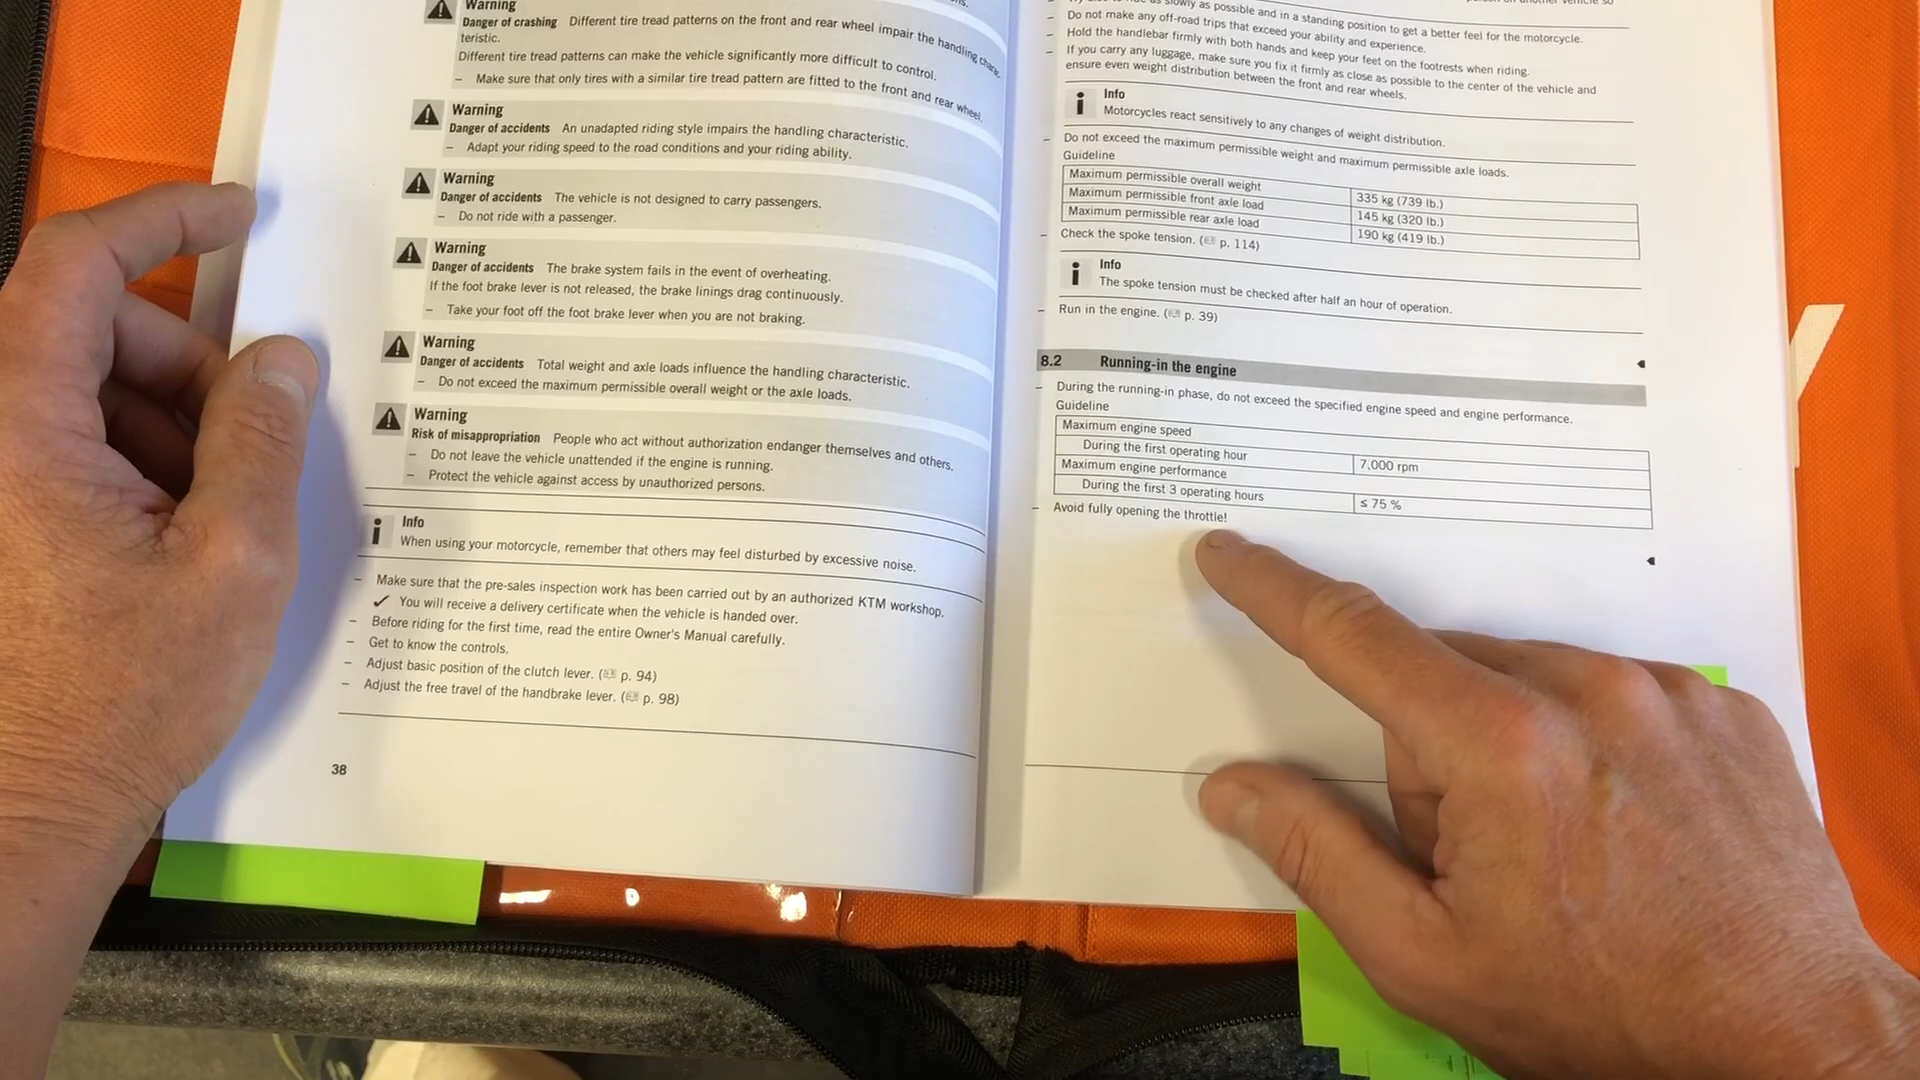 Warning
Danger of crashing Different tire tread patterns on the front and rear wheel impair the handling charac-
teristic.
Different tire tread patterns can make the vehicle significantly more difficult to control.
– Make sure that only tires with a similar tire tread pattern are fitted to the front and rear wheel.
Warning
Danger of accidents An unadapted riding style impairs the handling characteristic.
– Adapt your riding speed to the road conditions and your riding ability.
Warning
Danger of accidents The vehicle is not designed to carry passengers.
– Do not ride with a passenger.
Warning
Danger of accidents The brake system fails in the event of overheating.
If the foot brake lever is not released, the brake linings drag continuously.
– Take your foot off the foot brake lever when you are not braking.
Warning
Danger of accidents Total weight and axle loads influence the handling characteristic.
– Do not exceed the maximum permissible overall weight or the axle loads.
Warning
Risk of misappropriation People who act without authorization endanger themselves and others.
– Do not leave the vehicle unattended if the engine is running.
– Protect the vehicle against access by unauthorized persons.
Info
When using your motorcycle, remember that others may feel disturbed by excessive noise.
– Make sure that the pre-sales inspection work has been carried out by an authorized KTM workshop.
✓ You will receive a delivery certificate when the vehicle is handed over.
– Before riding for the first time, read the entire Owner's Manual carefully.
– Get to know the controls.
– Adjust basic position of the clutch lever. (p. 94)
– Adjust the free travel of the handbrake lever. (p. 98)
38
slowly as possible and in a standing position to get a better feel for the motorcycle.
– Do not make any off-road trips that exceed your ability and experience.
– Hold the handlebar firmly with both hands and keep your feet on the footrests when riding.
– If you carry any luggage, make sure you fix it firmly as close as possible to the center of the vehicle and
ensure even weight distribution between the front and rear wheels.
Info
Motorcycles react sensitively to any changes of weight distribution.
– Do not exceed the maximum permissible weight and maximum permissible axle loads.
Guideline
Maximum permissible overall weight 335 kg (739 lb.)
Maximum permissible front axle load 145 kg (320 lb.)
Maximum permissible rear axle load 190 kg (419 lb.)
– Check the spoke tension. (p. 114)
Info
The spoke tension must be checked after half an hour of operation.
– Run in the engine. (p. 39)
8.2 Running-in the engine
– During the running-in phase, do not exceed the specified engine speed and engine performance.
Guideline
Maximum engine speed
During the first operating hour 7,000 rpm
Maximum engine performance
During the first 3 operating hours ≤ 75 %
– Avoid fully opening the throttle!